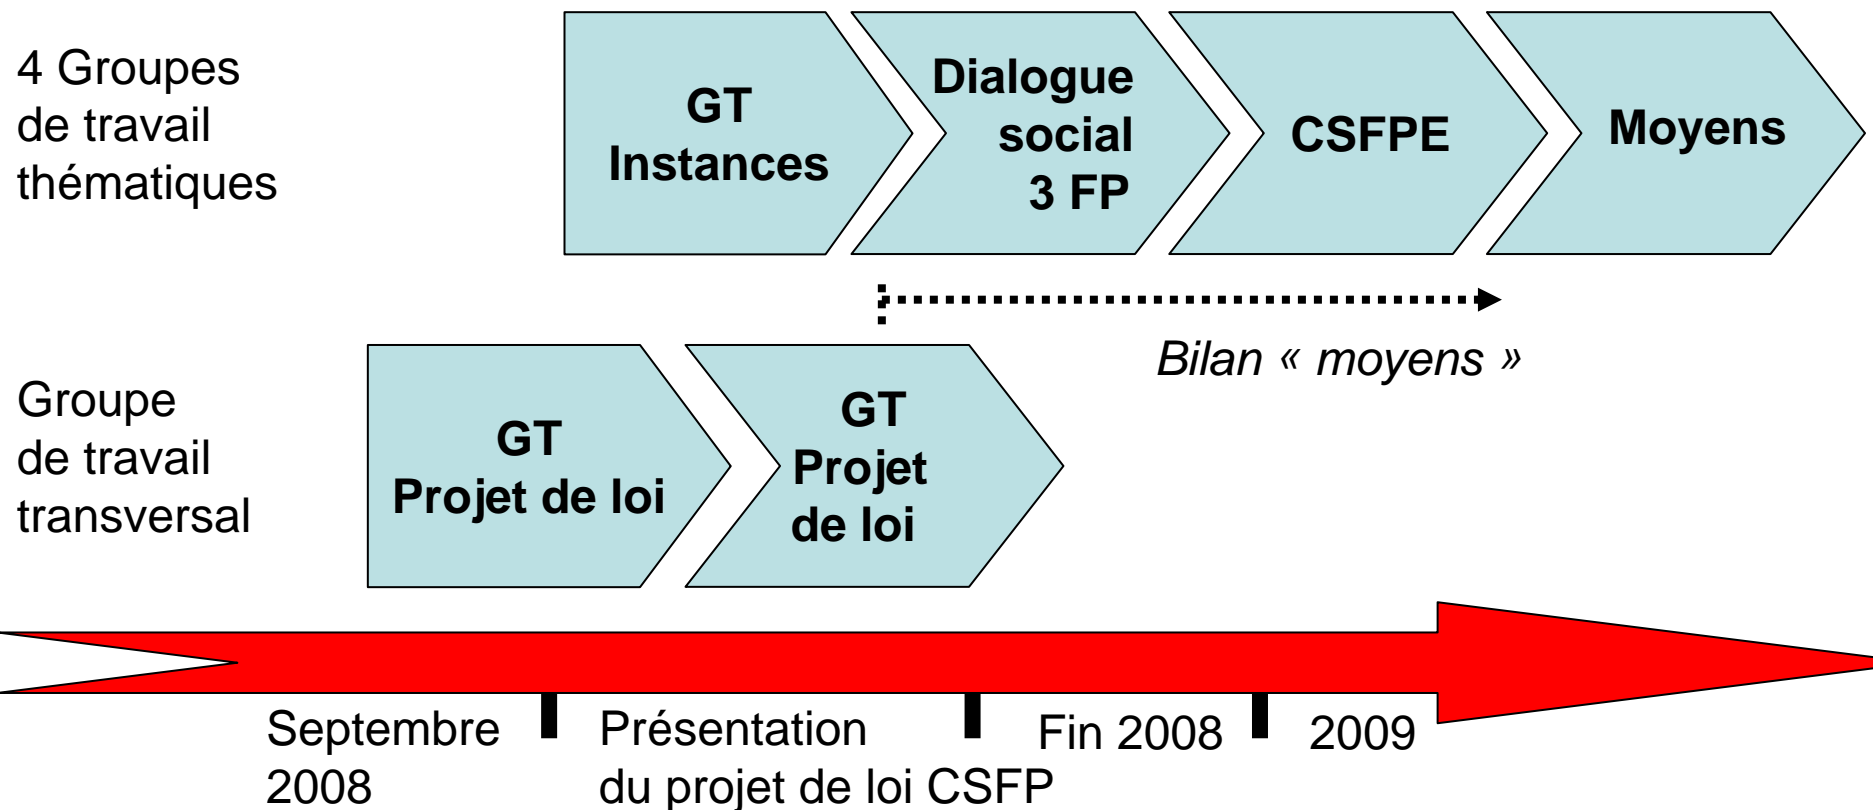 4 Groupes
de travail
thématiques
GT
Instances
Dialogue
social
3 FP
CSFPE
Moyens
Bilan « moyens »
Groupe
de travail
transversal
GT
Projet de loi
GT
Projet
de loi
Septembre
2008
Présentation
du projet de loi CSFP
Fin 2008
2009